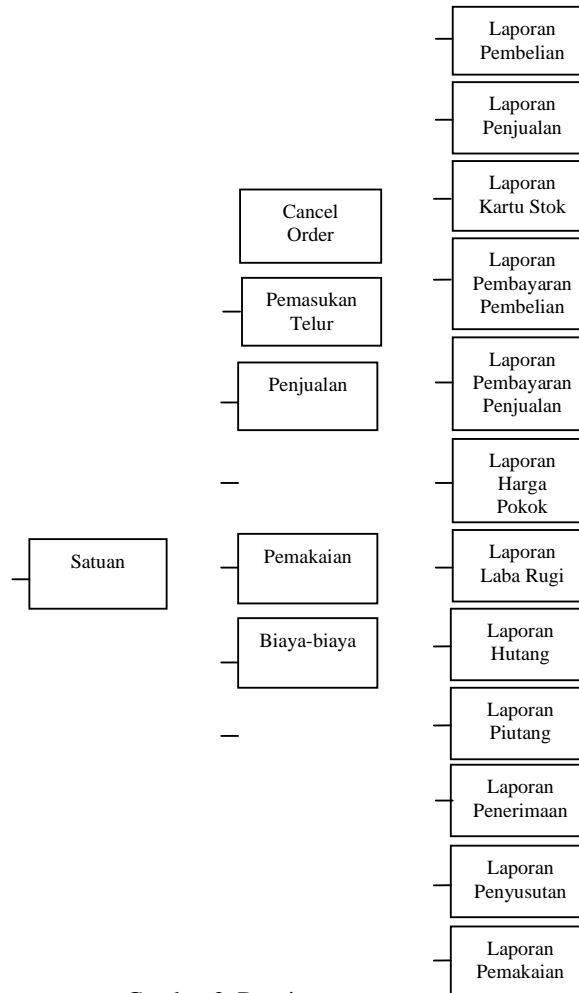 Satuan
Cancel
Order
Pemasukan
Telur
Penjualan
Pemakaian
Biaya-biaya
Laporan
Pembelian
Laporan
Penjualan
Laporan
Kartu Stok
Laporan
Pembayaran
Pembelian
Laporan
Pembayaran
Penjualan
Laporan
Harga
Pokok
Laporan
Laba Rugi
Laporan
Hutang
Laporan
Piutang
Laporan
Penerimaan
Laporan
Penyusutan
Laporan
Pemakaian